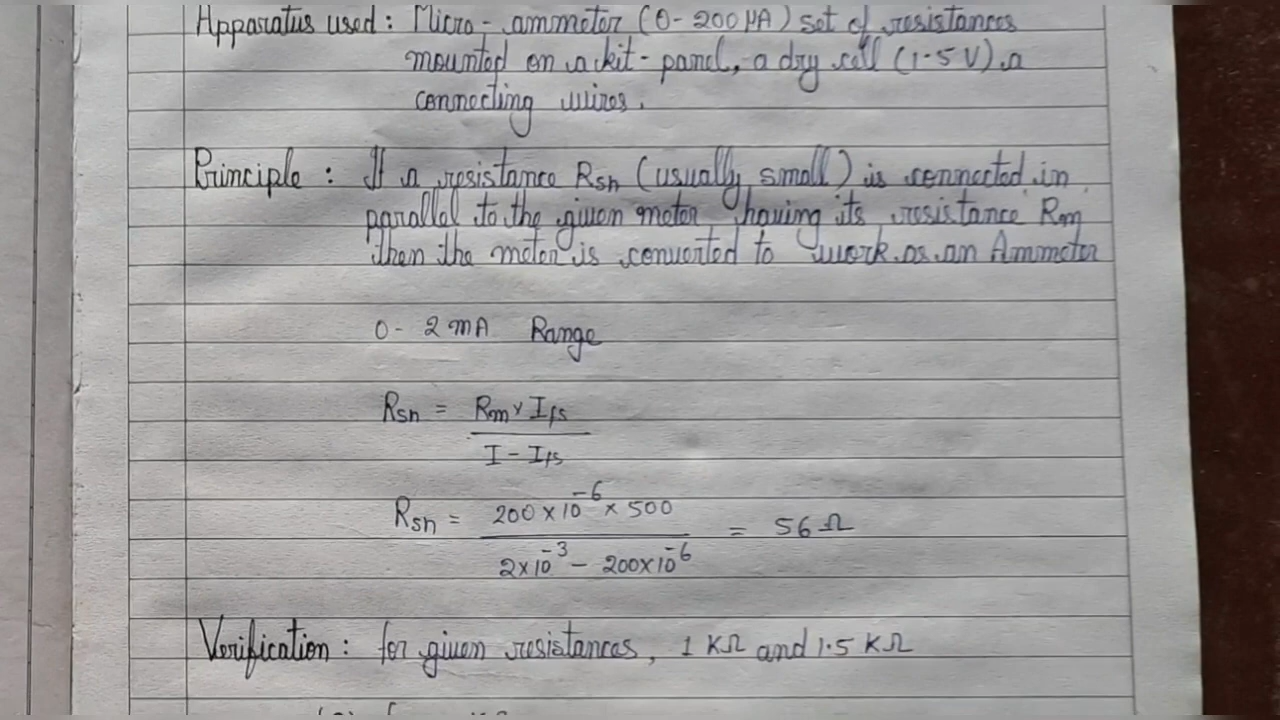 Apparatus used : Micro - ammeter (0 - 200 μA) set of resistances
mounted on a kit - panel, a dry cell (1.5 V), a
connecting wires.
Principle : If a resistance Rsh (usually small) is connected in
parallel to the given meter having its resistance Rm
then the meter is converted to work as an Ammeter
0 - 2 mA Range
Rsh = Rm × Ifs / I - Ifs
Rsh = 200 × 10^-6 × 500 / 2×10^-3 - 200×10^-6 = 56 Ω
Verification : for given resistances, 1 KΩ and 1.5 KΩ